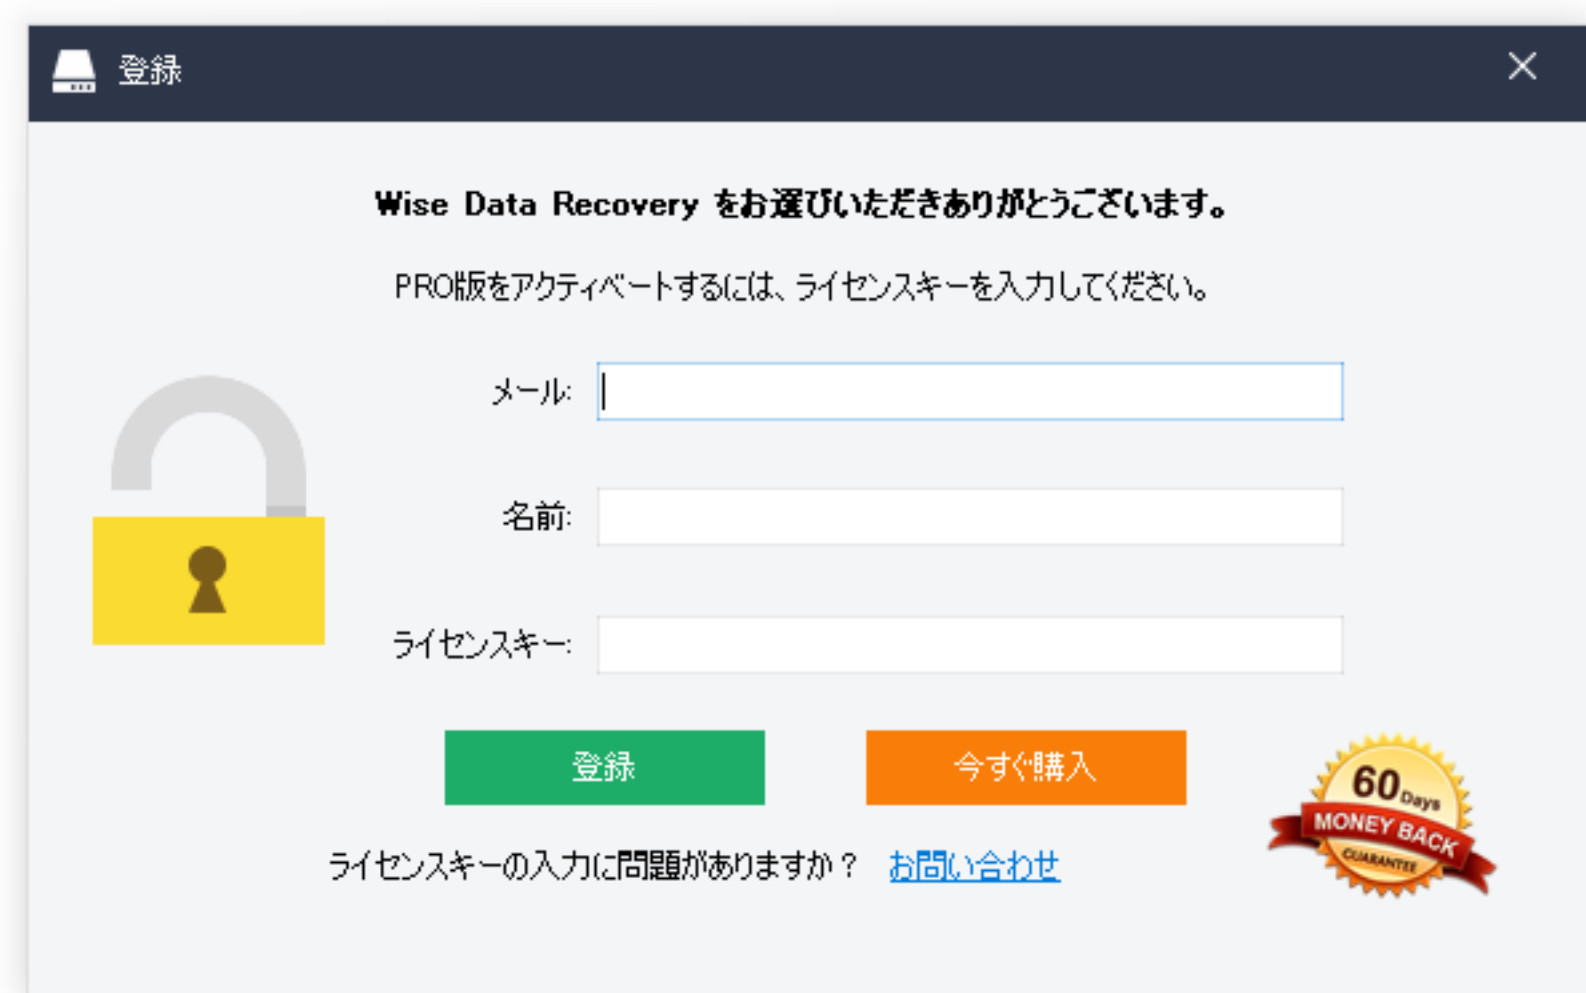 登録
Wise Data Recovery をお選びいただきありがとうございます。
PRO版をアクティベートするには、ライセンスキーを入力してください。
メール:
名前:
ライセンスキー:
登録
今すぐ購入
60 Days
MONEY BACK
GUARANTEE
ライセンスキーの入力に問題がありますか？ お問い合わせ